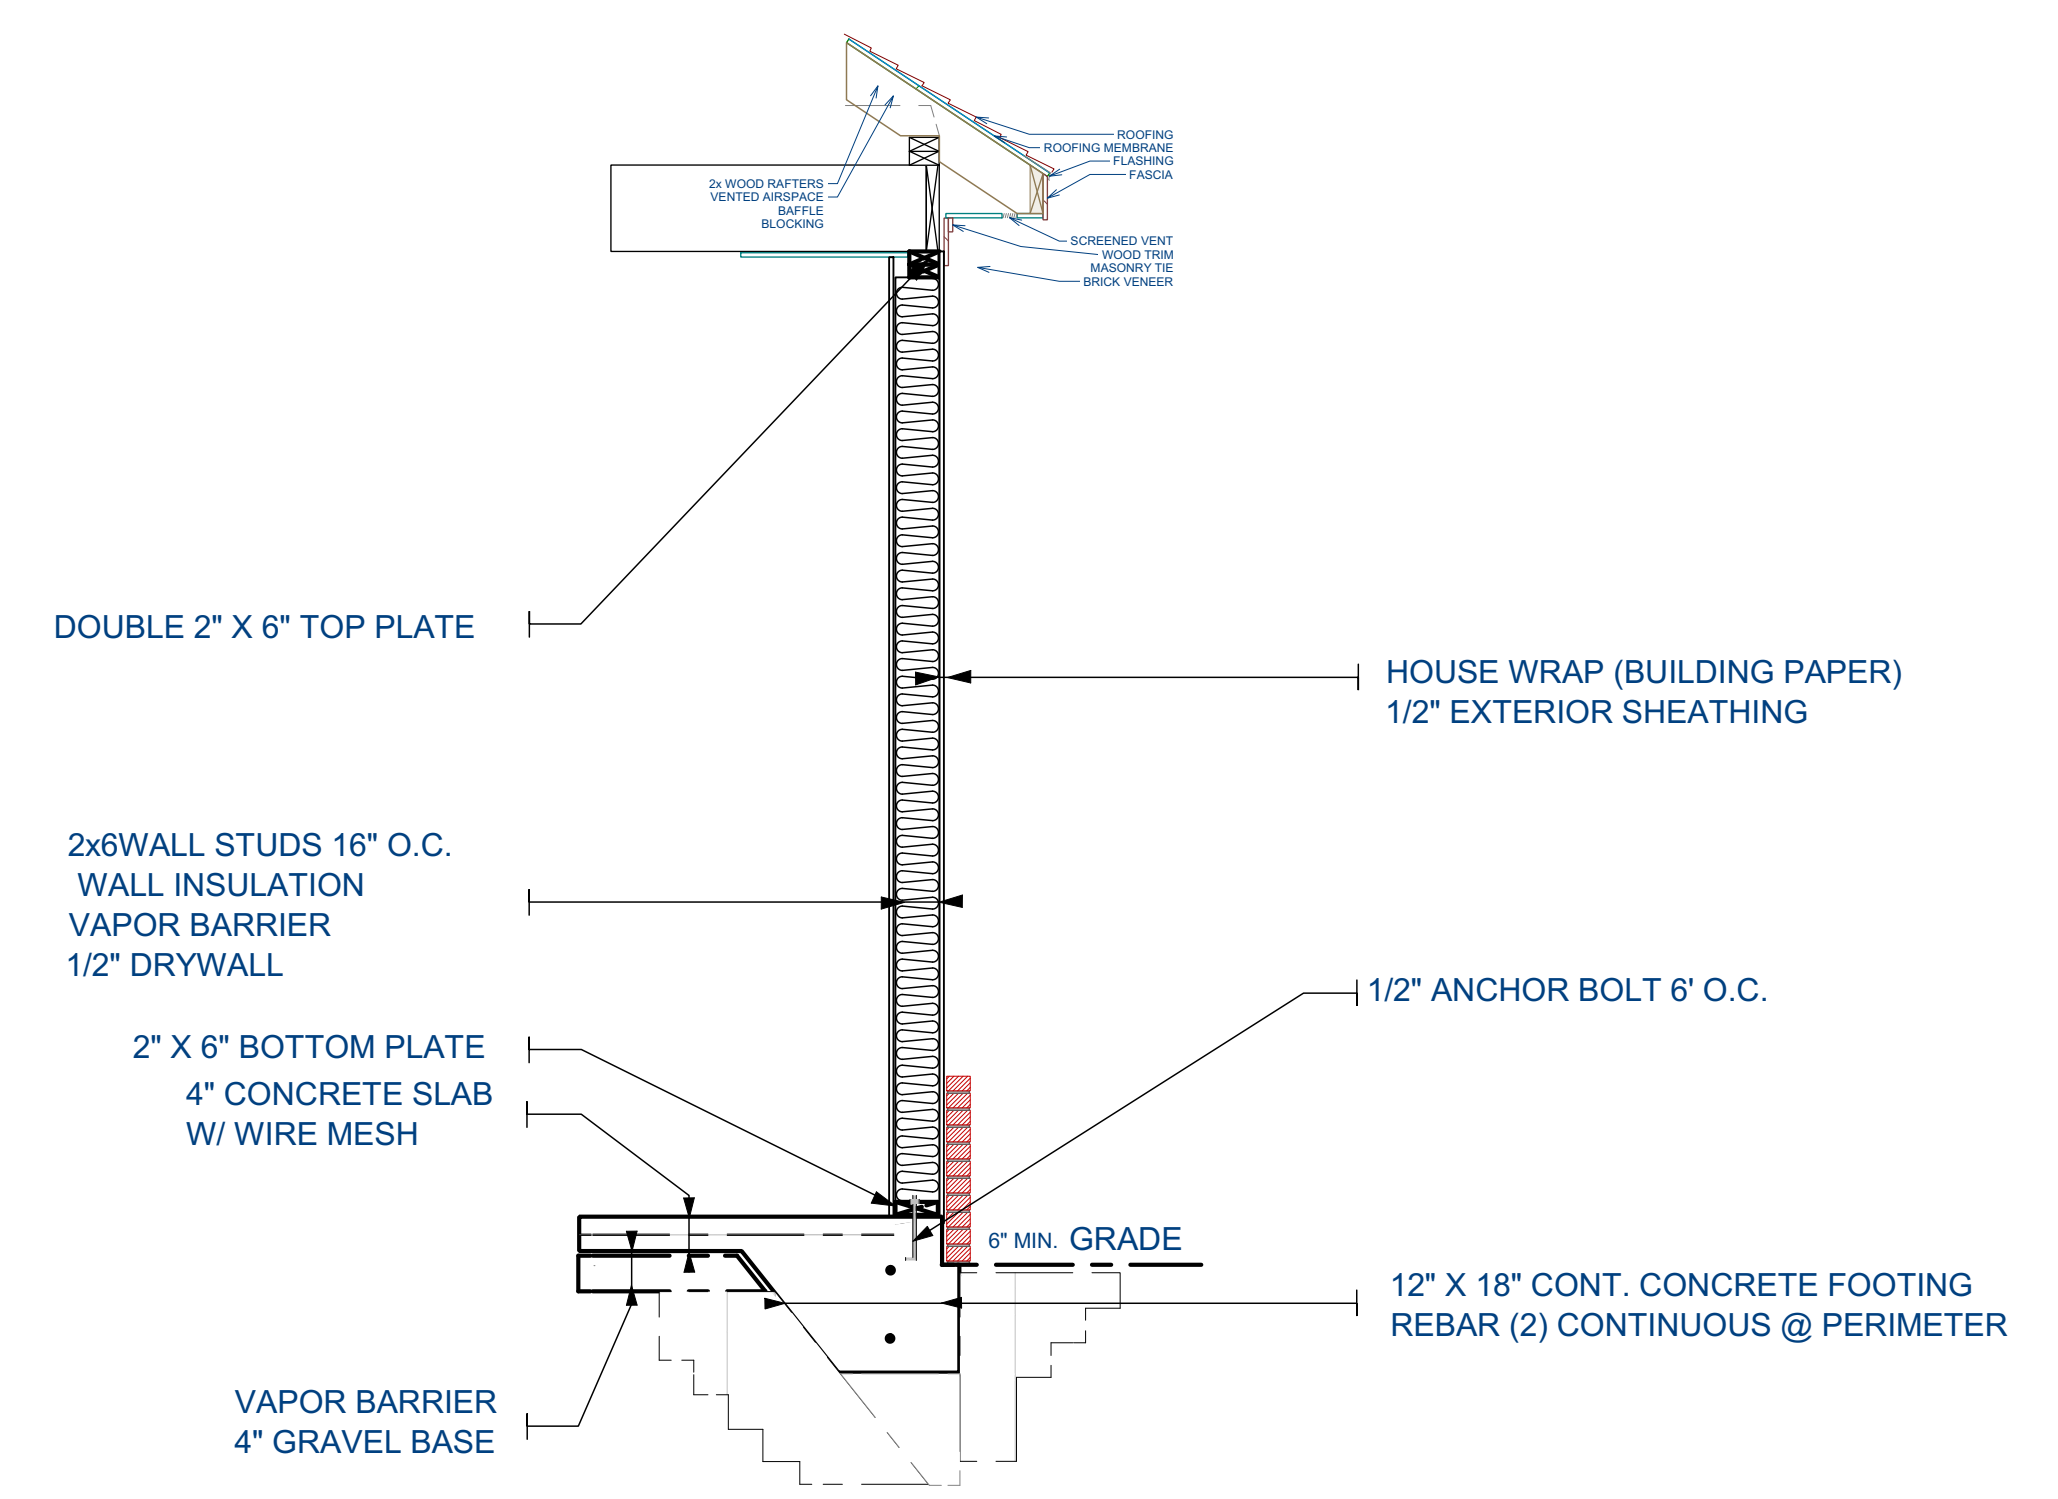 ROOFING
ROOFING MEMBRANE
FLASHING
FASCIA
2x WOOD RAFTERS
VENTED AIRSPACE
BAFFLE
BLOCKING
SCREENED VENT
WOOD TRIM
MASONRY TIE
BRICK VENEER
DOUBLE 2" X 6" TOP PLATE
HOUSE WRAP (BUILDING PAPER)
1/2" EXTERIOR SHEATHING
2x6WALL STUDS 16" O.C.
WALL INSULATION
VAPOR BARRIER
1/2" DRYWALL
1/2" ANCHOR BOLT 6' O.C.
2" X 6" BOTTOM PLATE
4" CONCRETE SLAB
W/ WIRE MESH
6" MIN. GRADE
12" X 18" CONT. CONCRETE FOOTING
REBAR (2) CONTINUOUS @ PERIMETER
VAPOR BARRIER
4" GRAVEL BASE